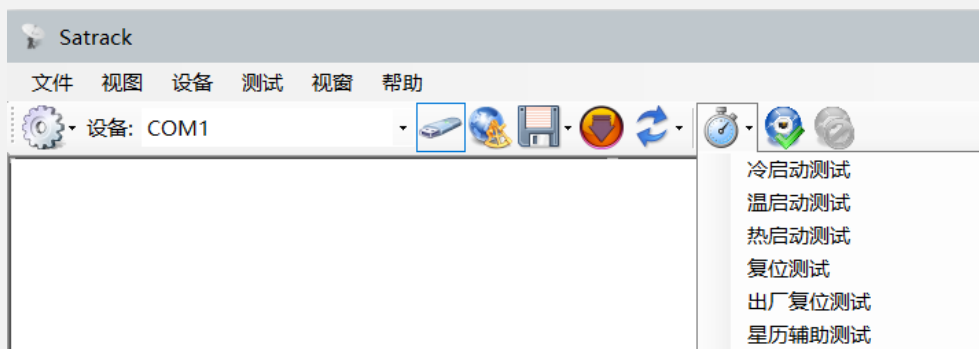 Satrack
文件 视图 设备 测试 视窗 帮助
设备: COM1
冷启动测试
温启动测试
热启动测试
复位测试
出厂复位测试
星历辅助测试